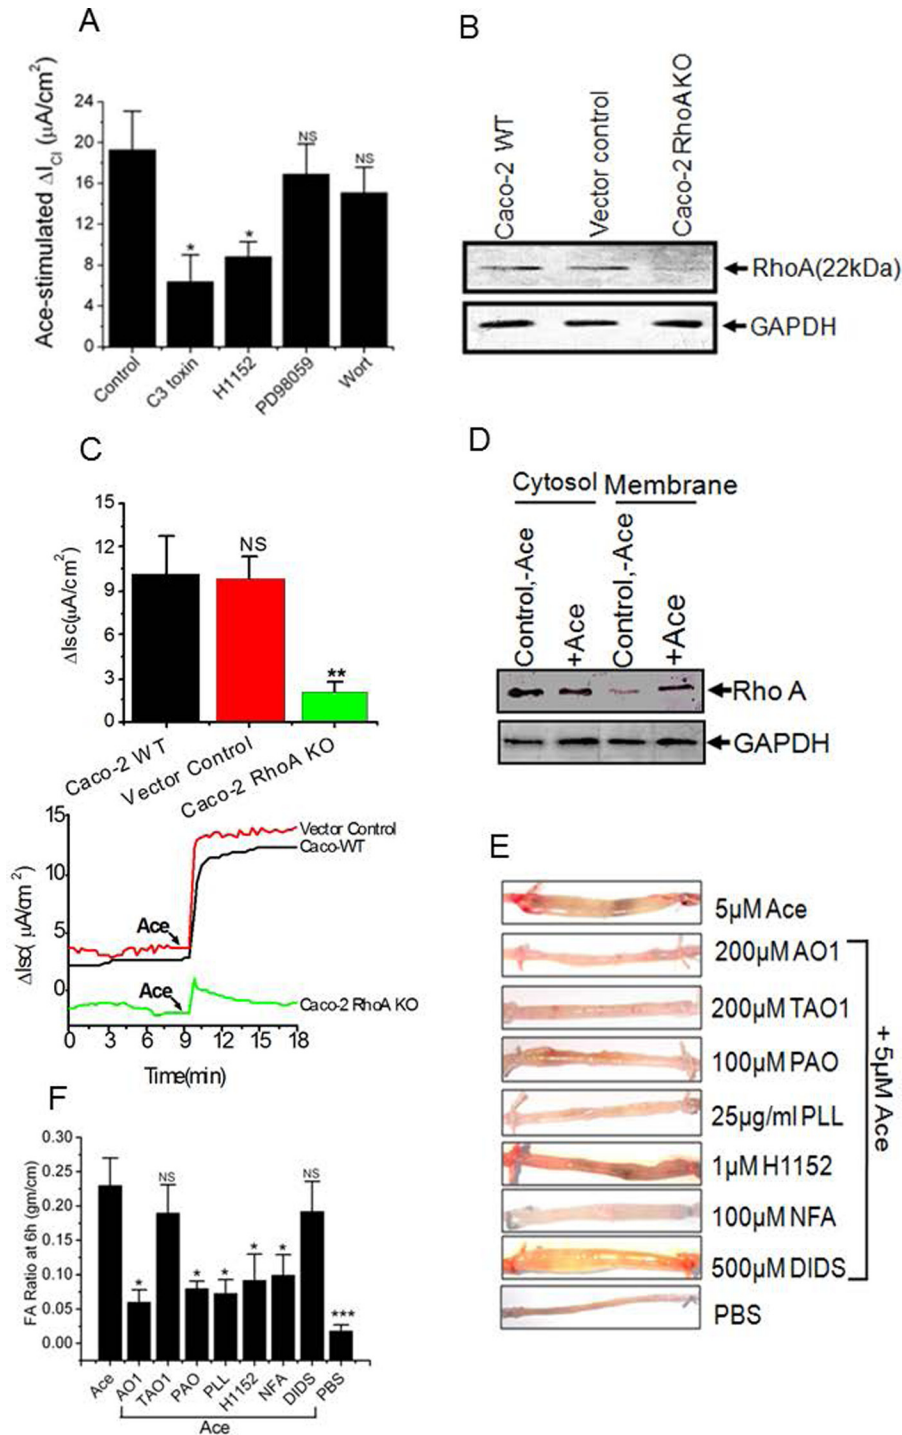 A
Ace-stimulated ΔI_Cl (μA/cm²)
24
20
16
12
8
4
0
*
*
NS
NS
Control
C3 toxin
H1152
PD98059
Wort
B
Caco-2 WT
Vector control
Caco-2 RhoA KO
RhoA(22kDa)
GAPDH
C
ΔIsc(μA/cm²)
15
12
9
6
3
0
NS
**
Caco-2 WT
Vector Control
Caco-2 RhoA KO
ΔIsc( μA/cm²)
15
10
5
0
Vector Control
Caco-WT
Ace
Ace
Caco-2 RhoA KO
0 3 6 9 12 15 18
Time(min)
D
Cytosol Membrane
Control,-Ace
+Ace
Control,-Ace
+Ace
Rho A
GAPDH
E
5μM Ace
200μM AO1
200μM TAO1
100μM PAO
25μg/ml PLL
1μM H1152
100μM NFA
500μM DIDS
PBS
+ 5μM Ace
F
FA Ratio at 6h (gm/cm)
0.30
0.25
0.20
0.15
0.10
0.05
0.00
*
NS
*
*
*
*
NS
***
Ace
AO1
TAO1
PAO
PLL
H1152
NFA
DIDS
PBS
Ace